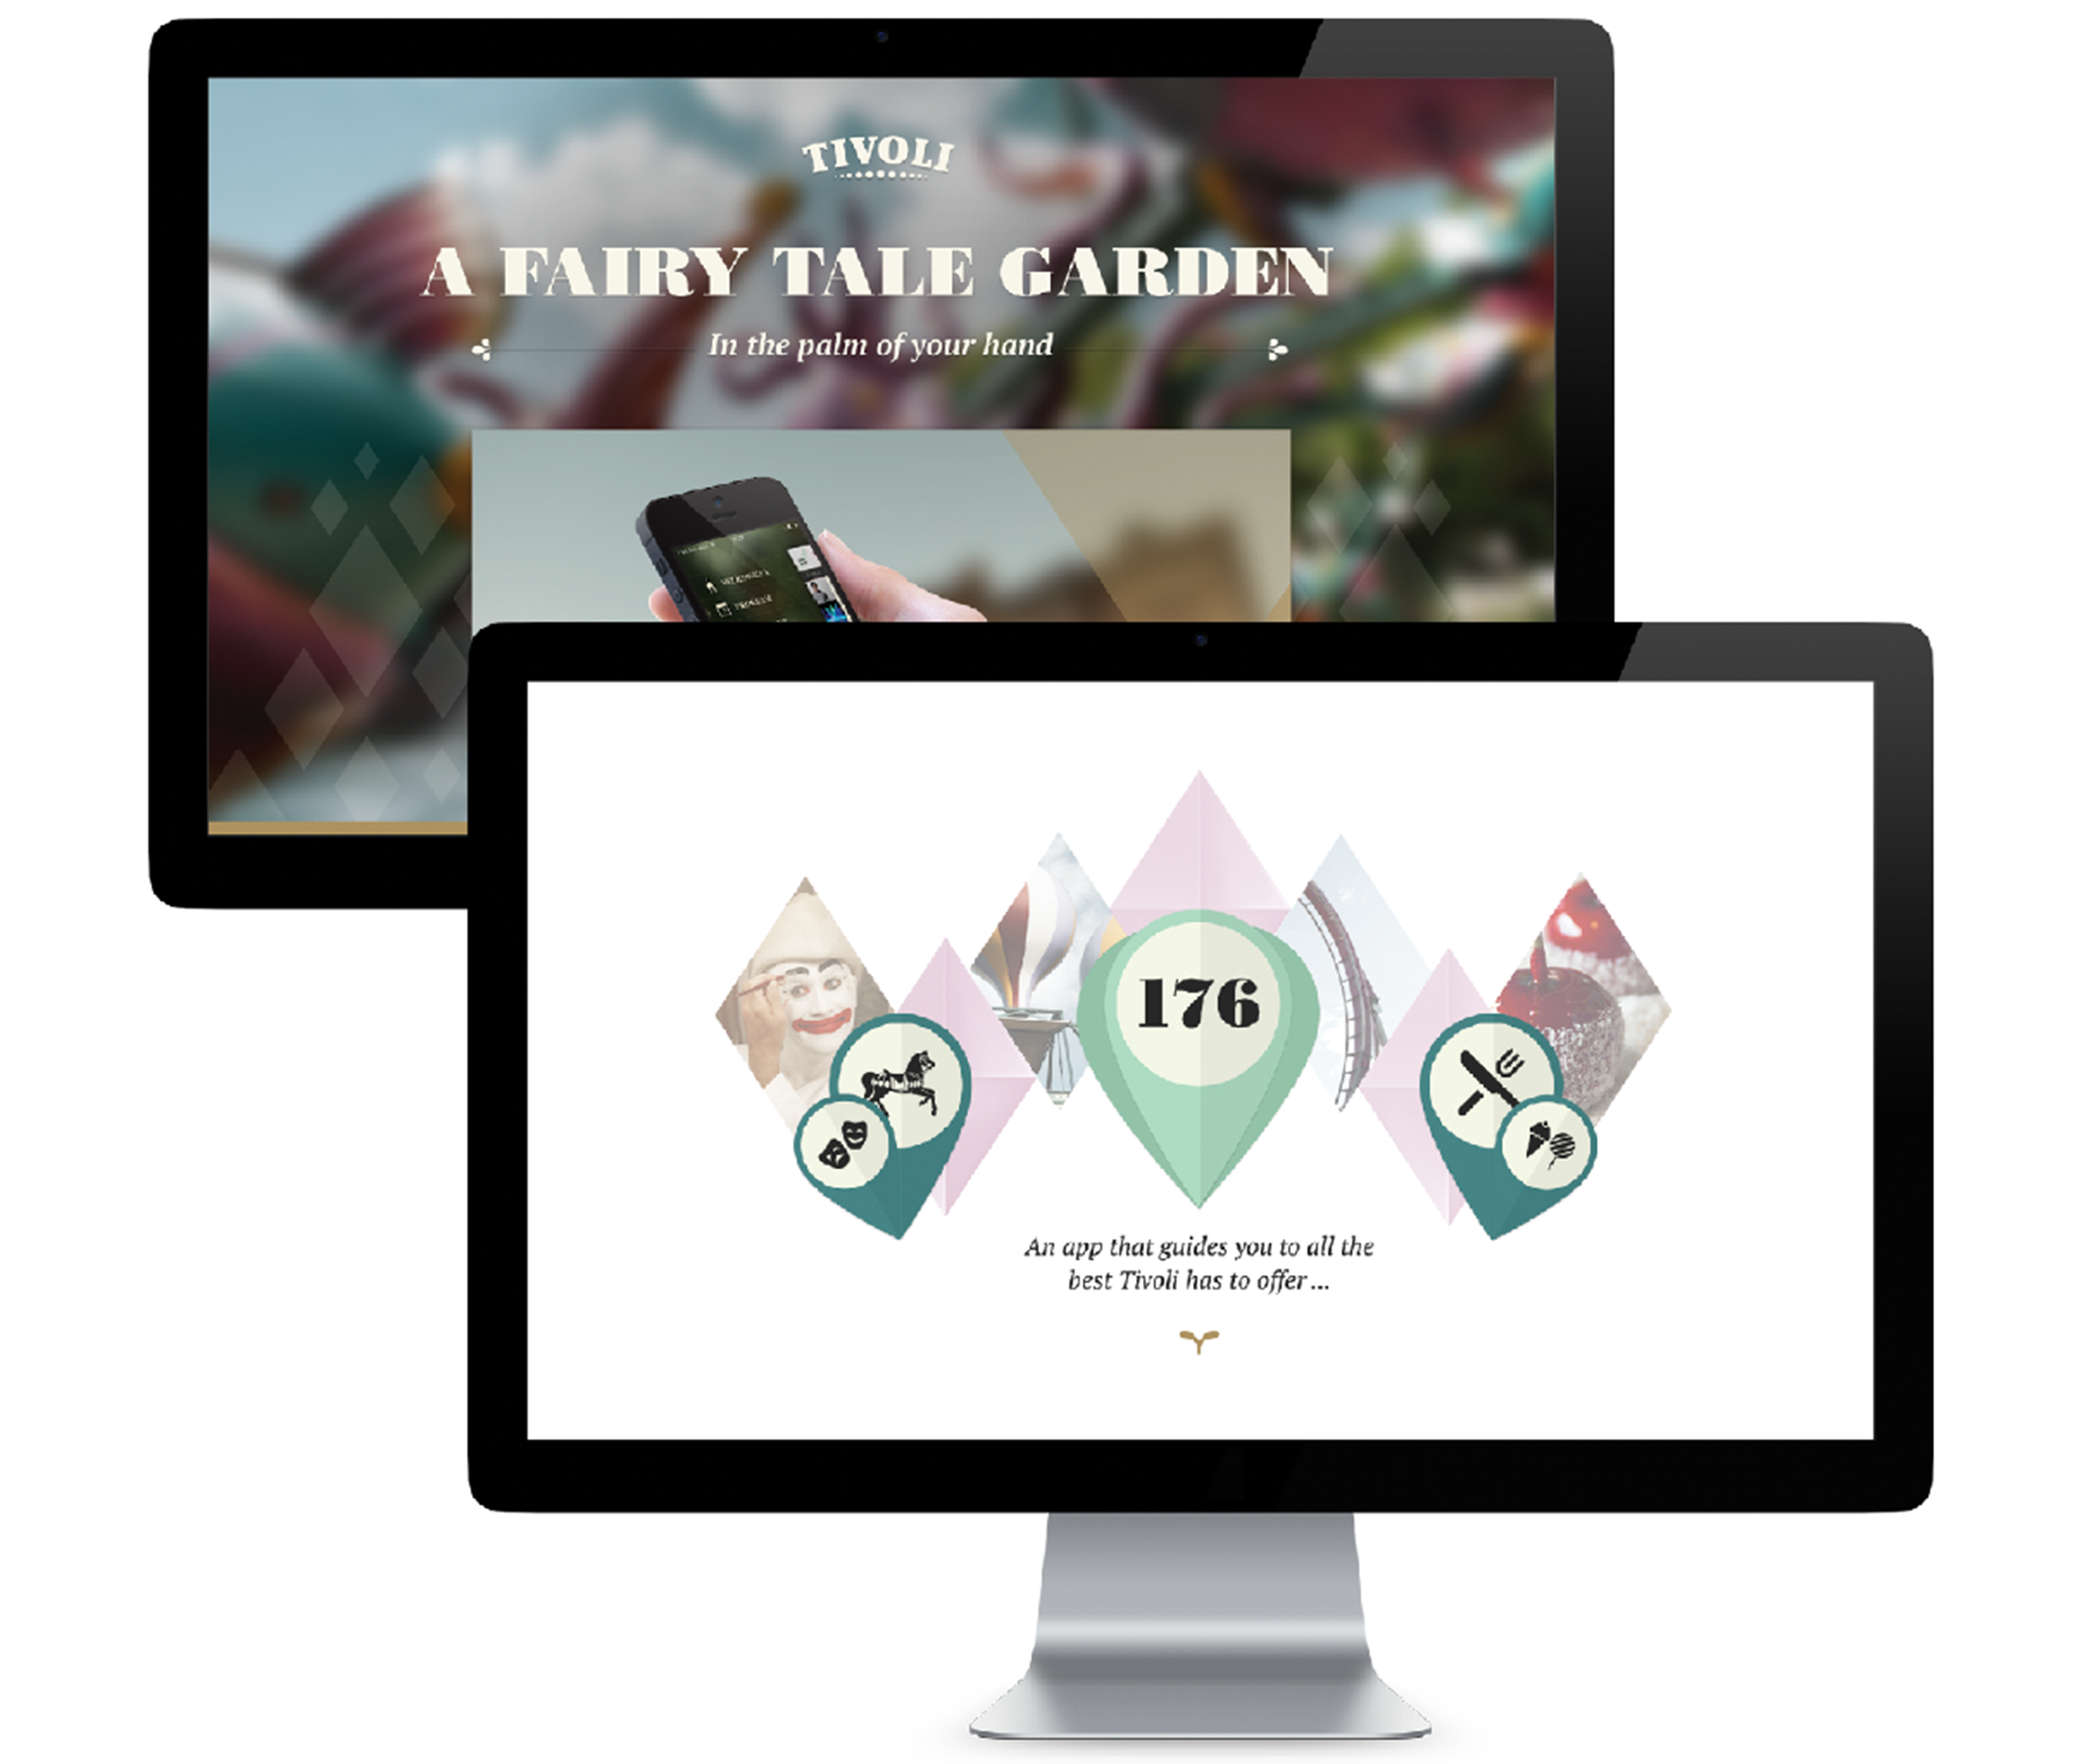 TIVOLI
A FAIRY TALE GARDEN
In the palm of your hand
176
An app that guides you to all the
best Tivoli has to offer ...